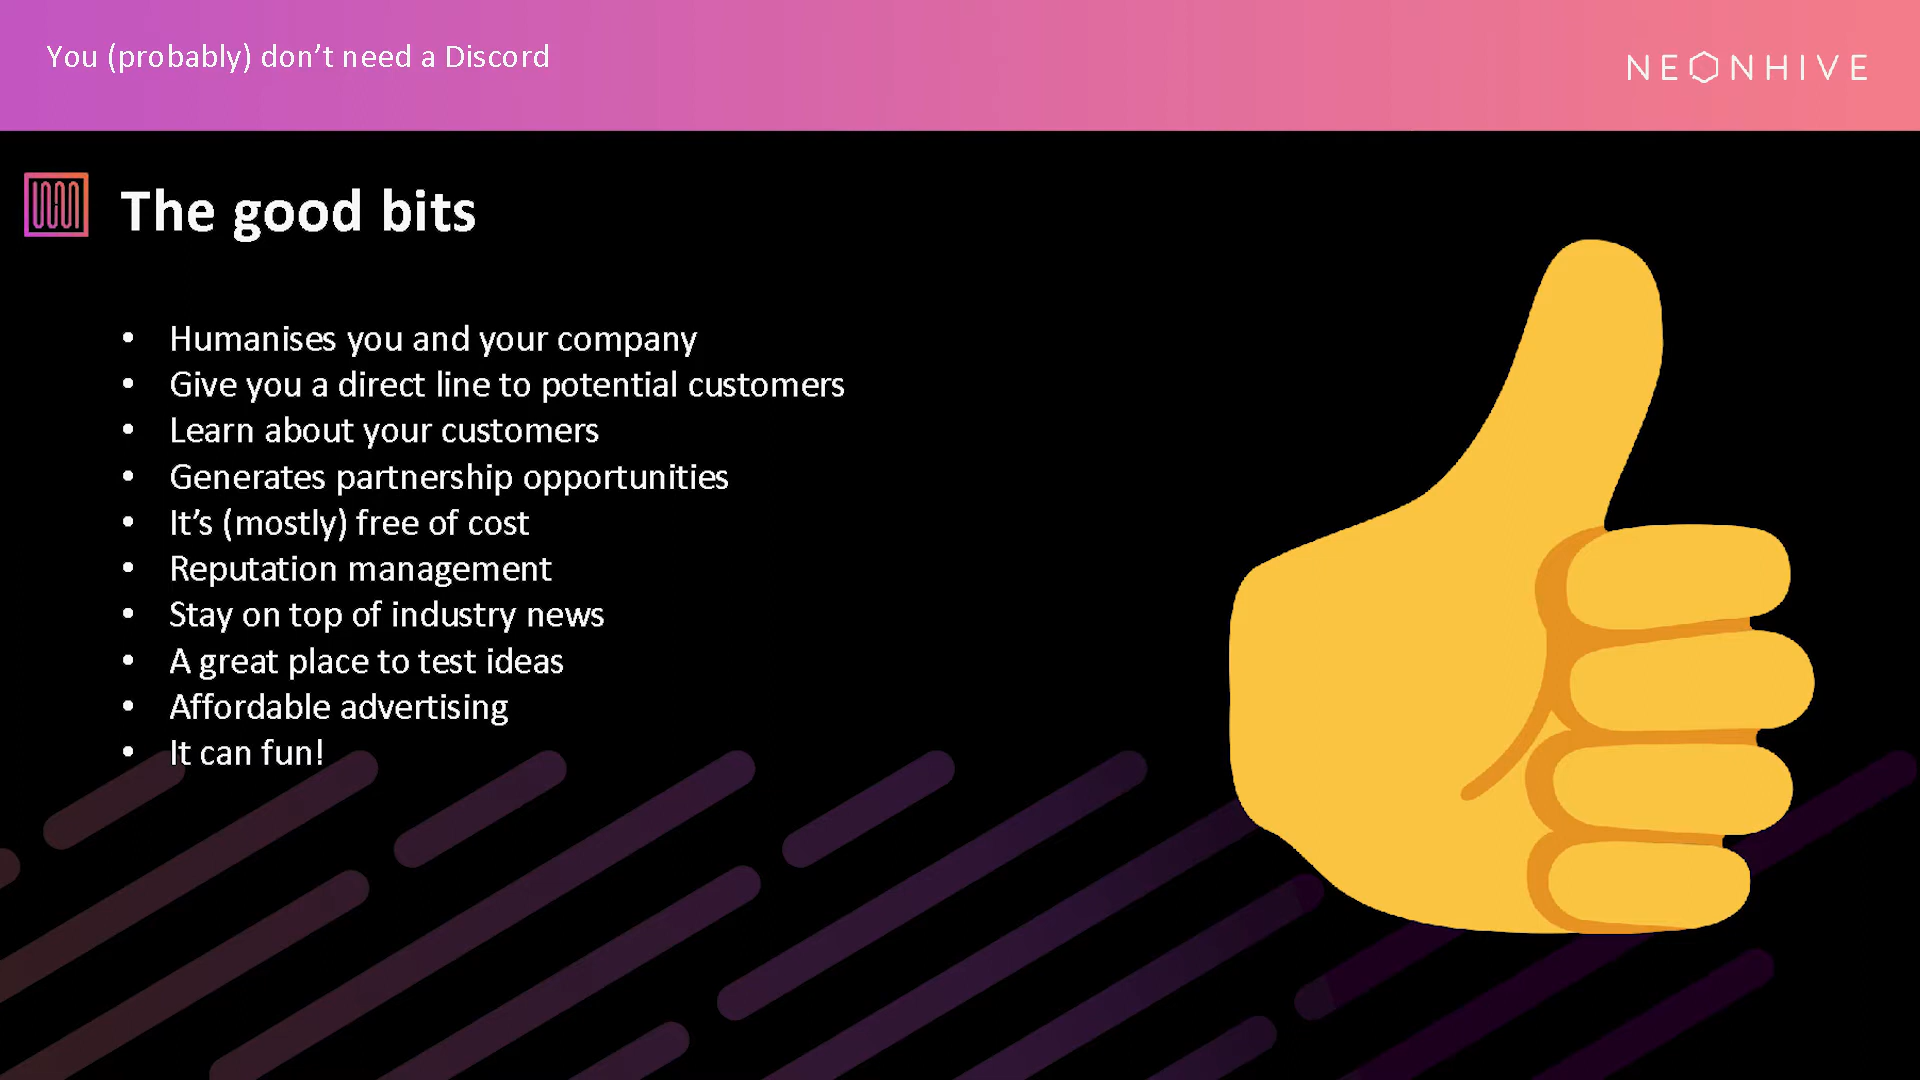 You (probably) don’t need a Discord
NEONHIVE
The good bits
• Humanises you and your company
• Give you a direct line to potential customers
• Learn about your customers
• Generates partnership opportunities
• It’s (mostly) free of cost
• Reputation management
• Stay on top of industry news
• A great place to test ideas
• Affordable advertising
• It can fun!